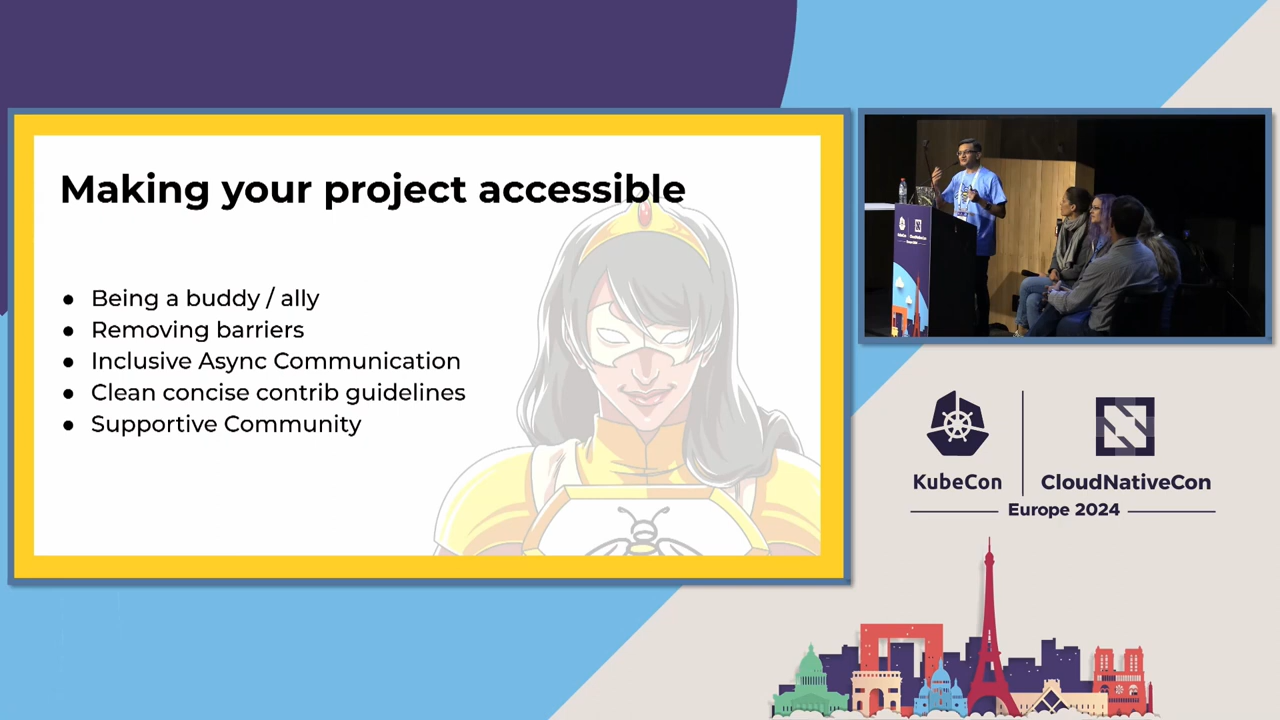 Making your project accessible
● Being a buddy / ally
● Removing barriers
● Inclusive Async Communication
● Clean concise contrib guidelines
● Supportive Community
KubeCon
CloudNativeCon
Europe 2024